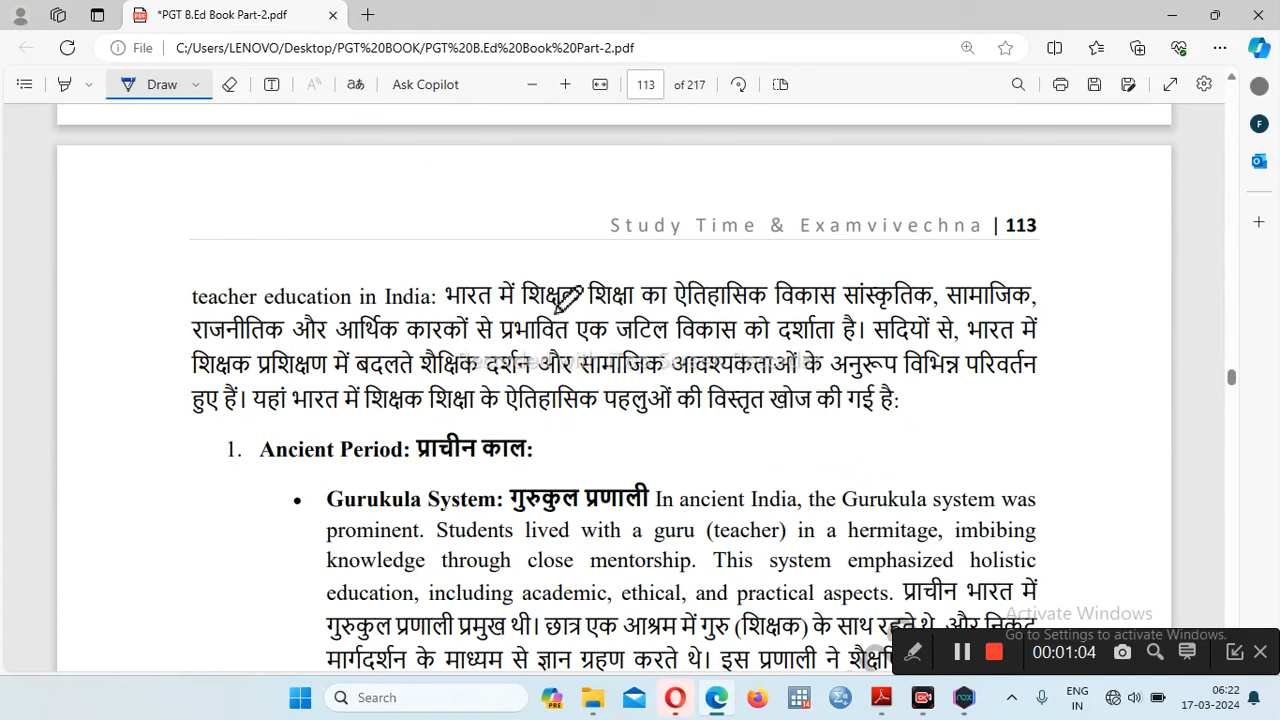 *PGT B.Ed Book Part-2.pdf
File C:/Users/LENOVO/Desktop/PGT%20BOOK/PGT%20B.Ed%20Book%20Part-2.pdf
Draw Ask Copilot 113 of 217
Study Time & Examvivechna | 113
teacher education in India: भारत में शिक्षक शिक्षा का ऐतिहासिक विकास सांस्कृतिक, सामाजिक,
राजनीतिक और आर्थिक कारकों से प्रभावित एक जटिल विकास को दर्शाता है। सदियों से, भारत में
शिक्षक प्रशिक्षण में बदलते शैक्षिक दर्शन और सामाजिक आवश्यकताओं के अनुरूप विभिन्न परिवर्तन
हुए हैं। यहां भारत में शिक्षक शिक्षा के ऐतिहासिक पहलुओं की विस्तृत खोज की गई है:
1. Ancient Period: प्राचीन काल:
• Gurukula System: गुरुकुल प्रणाली In ancient India, the Gurukula system was
prominent. Students lived with a guru (teacher) in a hermitage, imbibing
knowledge through close mentorship. This system emphasized holistic
education, including academic, ethical, and practical aspects. प्राचीन भारत में
गुरुकुल प्रणाली प्रमुख थी। छात्र एक आश्रम में गुरु (शिक्षक) के साथ रहते थे, और निकट
मार्गदर्शन के माध्यम से ज्ञान ग्रहण करते थे। इस प्रणाली ने
Activate Windows
Go to Settings to activate Windows.
00:01:04
Search
ENG
IN
06:22
17-03-2024